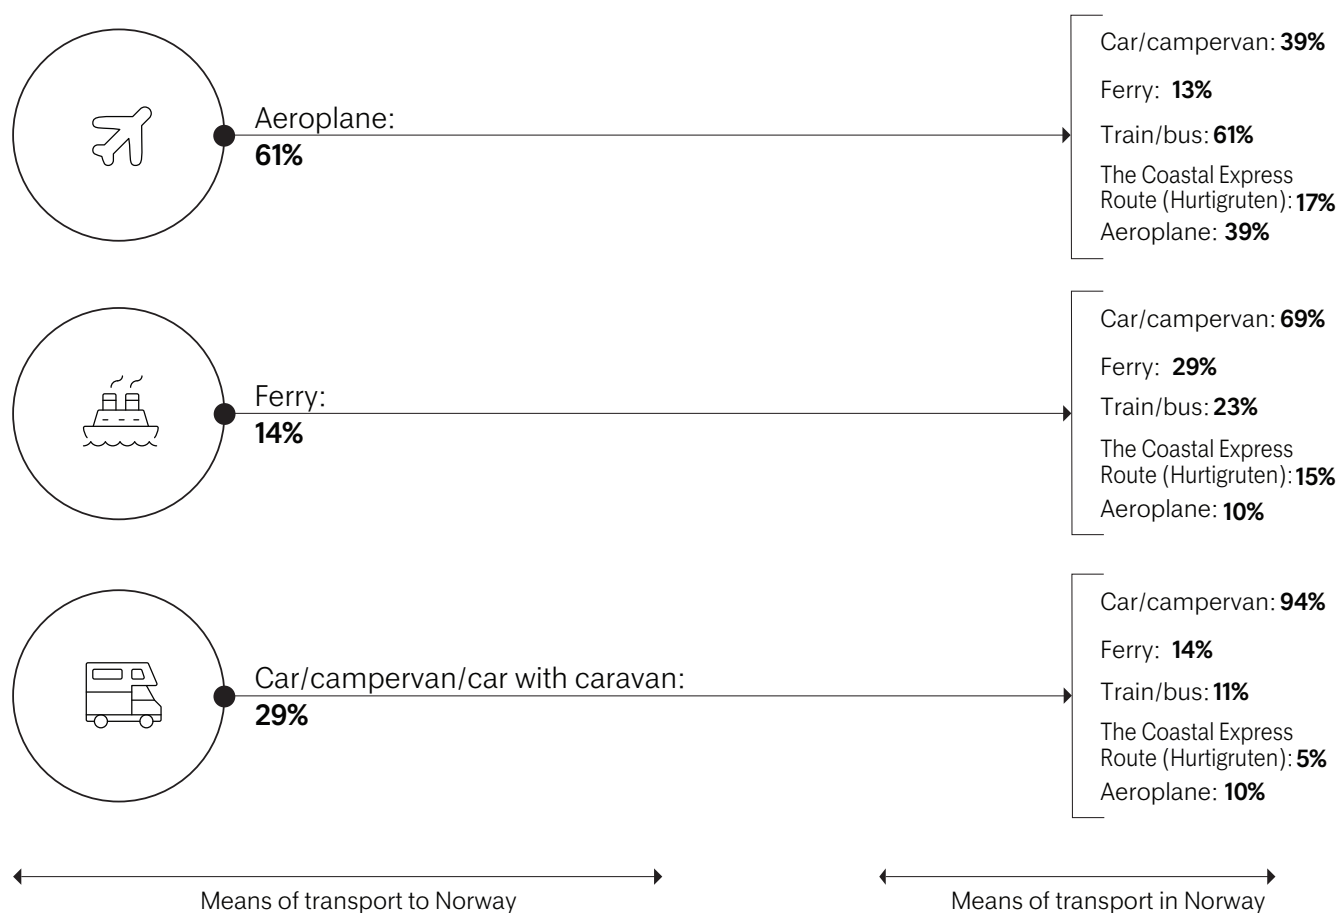 Aeroplane:
61%
Car/campervan: 39%
Ferry: 13%
Train/bus: 61%
The Coastal Express
Route (Hurtigruten): 17%
Aeroplane: 39%
Ferry:
14%
Car/campervan: 69%
Ferry: 29%
Train/bus: 23%
The Coastal Express
Route (Hurtigruten): 15%
Aeroplane: 10%
Car/campervan/car with caravan:
29%
Car/campervan: 94%
Ferry: 14%
Train/bus: 11%
The Coastal Express
Route (Hurtigruten): 5%
Aeroplane: 10%
Means of transport to Norway
Means of transport in Norway